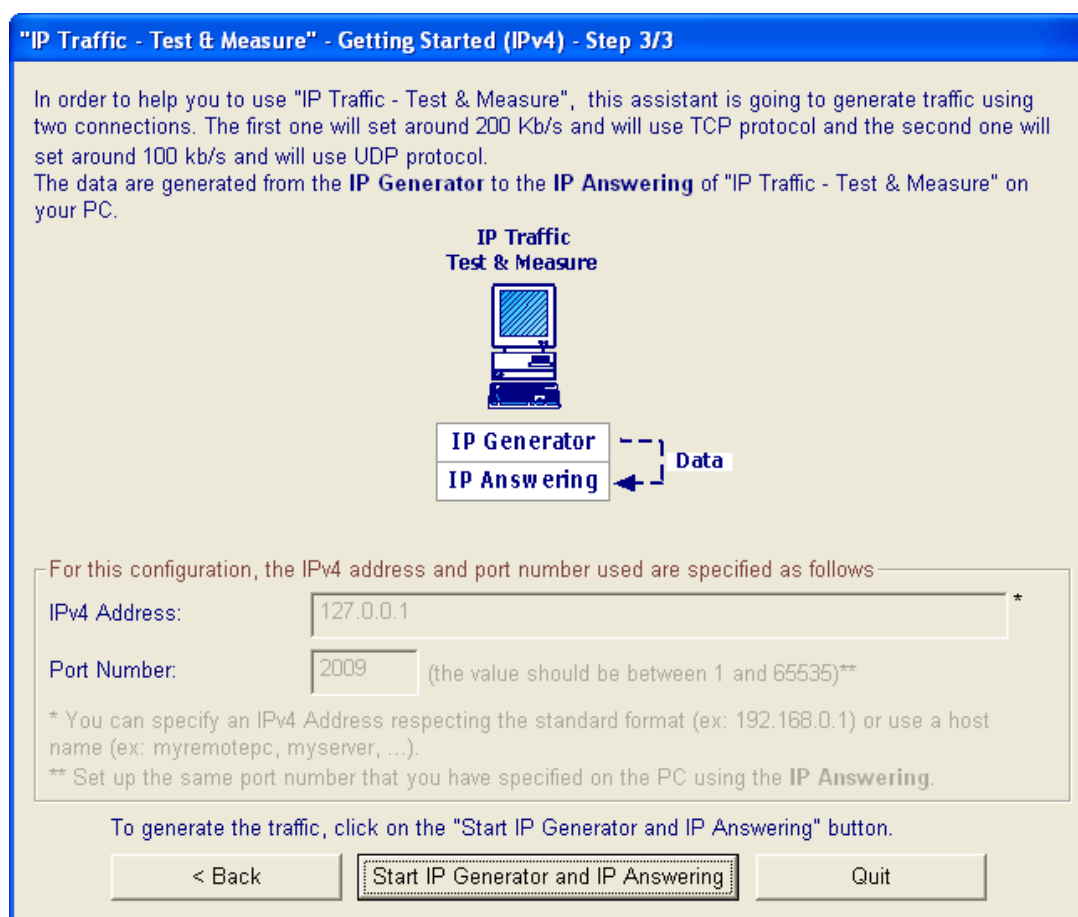 "IP Traffic - Test & Measure" - Getting Started (IPv4) - Step 3/3
In order to help you to use "IP Traffic - Test & Measure",  this assistant is going to generate traffic using
two connections. The first one will set around 200 Kb/s and will use TCP protocol and the second one will
set around 100 kb/s and will use UDP protocol.
The data are generated from the IP Generator to the IP Answering of "IP Traffic - Test & Measure" on
your PC.
IP Traffic
Test & Measure
IP Generator
Data
IP Answering
For this configuration, the IPv4 address and port number used are specified as follows
IPv4 Address: 127.0.0.1 *
Port Number: 2009 (the value should be between 1 and 65535)**
* You can specify an IPv4 Address respecting the standard format (ex: 192.168.0.1) or use a host
name (ex: myremotepc, myserver, ...).
** Set up the same port number that you have specified on the PC using the IP Answering.
To generate the traffic, click on the "Start IP Generator and IP Answering" button.
< Back Start IP Generator and IP Answering Quit